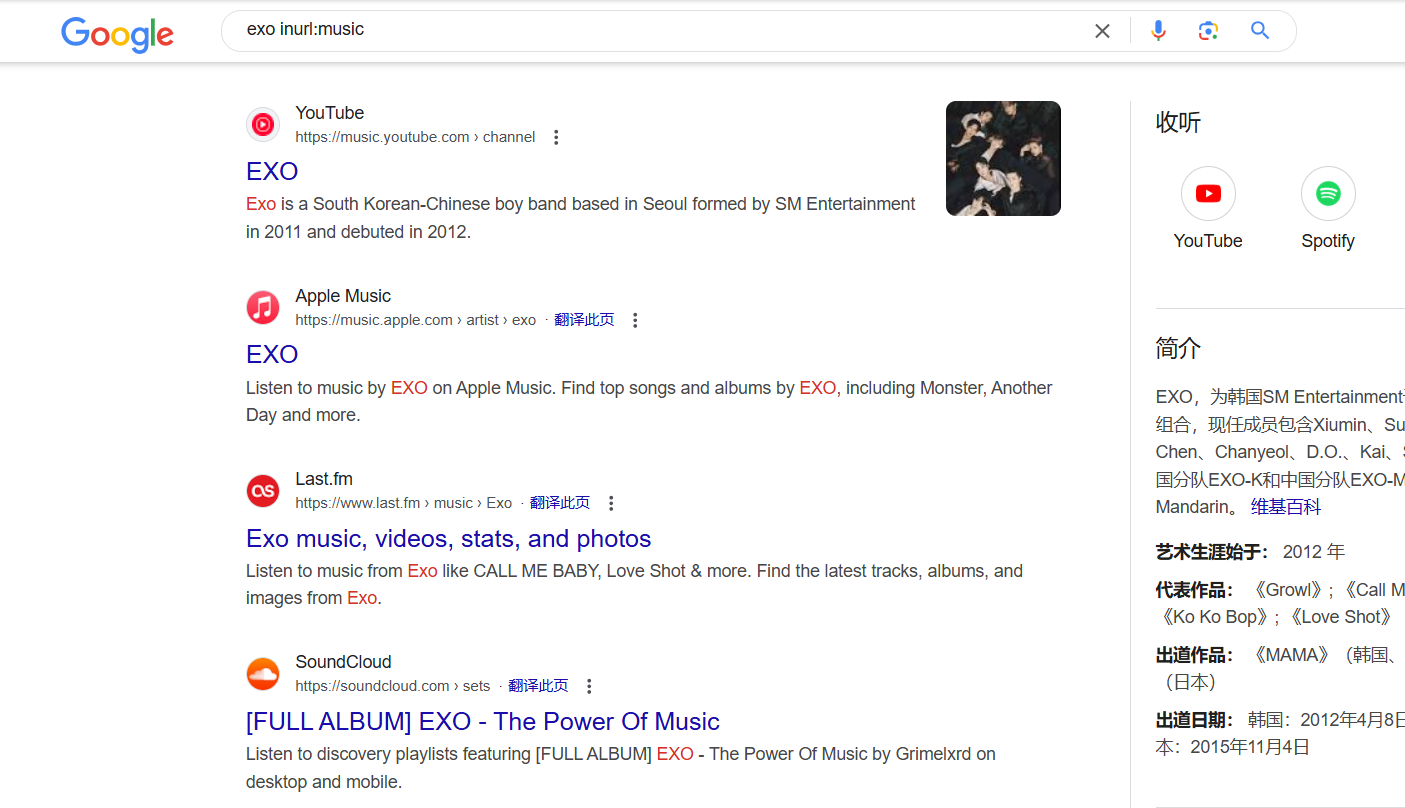 Google
exo inurl:music
YouTube
https://music.youtube.com › channel
EXO
Exo is a South Korean-Chinese boy band based in Seoul formed by SM Entertainment
in 2011 and debuted in 2012.
Apple Music
https://music.apple.com › artist › exo · 翻译此页
EXO
Listen to music by EXO on Apple Music. Find top songs and albums by EXO, including Monster, Another
Day and more.
Last.fm
https://www.last.fm › music › Exo · 翻译此页
Exo music, videos, stats, and photos
Listen to music from Exo like CALL ME BABY, Love Shot & more. Find the latest tracks, albums, and
images from Exo.
SoundCloud
https://soundcloud.com › sets · 翻译此页
[FULL ALBUM] EXO - The Power Of Music
Listen to discovery playlists featuring [FULL ALBUM] EXO - The Power Of Music by Grimelxrd on
desktop and mobile.
收听
YouTube
Spotify
简介
EXO，为韩国SM Entertainment
组合，现任成员包含Xiumin、Su
Chen、Chanyeol、D.O.、Kai、
国分队EXO-K和中国分队EXO-M
Mandarin。 维基百科
艺术生涯始于： 2012 年
代表作品： 《Growl》; 《Call M
《Ko Ko Bop》; 《Love Shot》
出道作品： 《MAMA》（韩国、
（日本）
出道日期： 韩国：2012年4月8日
本：2015年11月4日